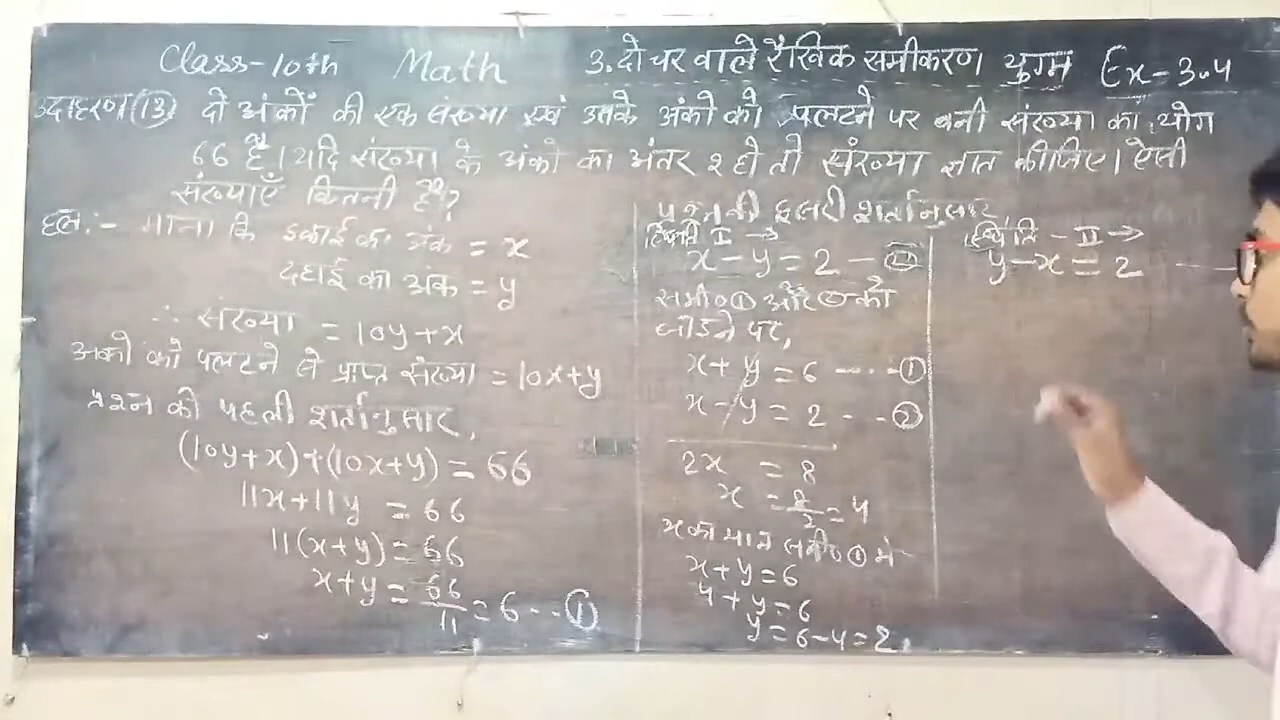 Class-10th Math 3. दो चर वाले रैखिक समीकरण युग्म Ex-3.4
उदाहरण (13) दो अंकों की एक संख्या एवं उसके अंको को पलटने पर बनी संख्या का योग
66 है। यदि संख्या के अंको का अंतर २ हो तो संख्या ज्ञात कीजिए। ऐसी
संख्याएँ कितनी हैं?
हल:- माना कि इकाई का अंक = x
दहाई का अंक = y
∴ संख्या = 10y+x
अंको को पलटने से प्राप्त संख्या = 10x+y
प्रश्न की पहली शर्तानुसार,
(10y+x)+(10x+y) = 66
11x+11y = 66
11(x+y) = 66
x+y = 66/11 = 6 --- ①
प्रश्न की दूसरी शर्तानुसार,
स्थिति I →
x-y = 2 - ②
समी० ① और ② को
जोडने पर,
x+y = 6 ----- ①
x-y = 2 --- ②
2x = 8
x = 8/2 = 4
x का मान समी० ① मे
x+y = 6
4+y = 6
y = 6-4 = 2
स्थिति - II →
y-x = 2